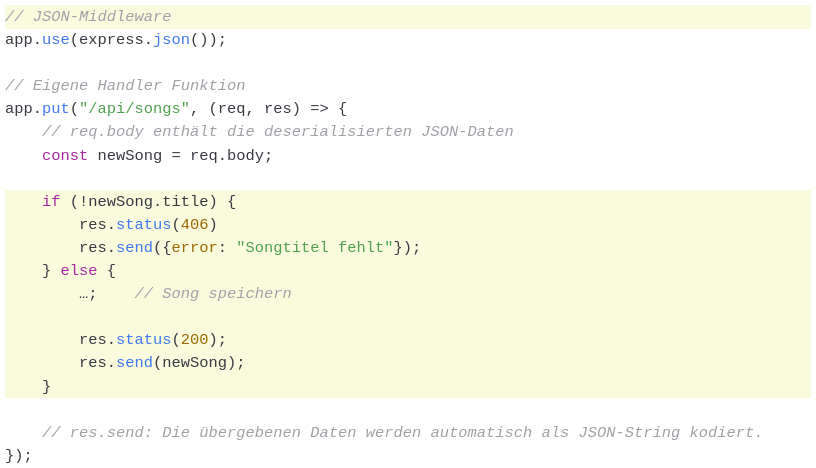 // JSON-Middleware
app.use(express.json());

// Eigene Handler Funktion
app.put("/api/songs", (req, res) => {
    // req.body enthält die deserialisierten JSON-Daten
    const newSong = req.body;

    if (!newSong.title) {
        res.status(406)
        res.send({error: "Songtitel fehlt"});
    } else {
        …;    // Song speichern

        res.status(200);
        res.send(newSong);
    }

    // res.send: Die übergebenen Daten werden automatisch als JSON-String kodiert.
});